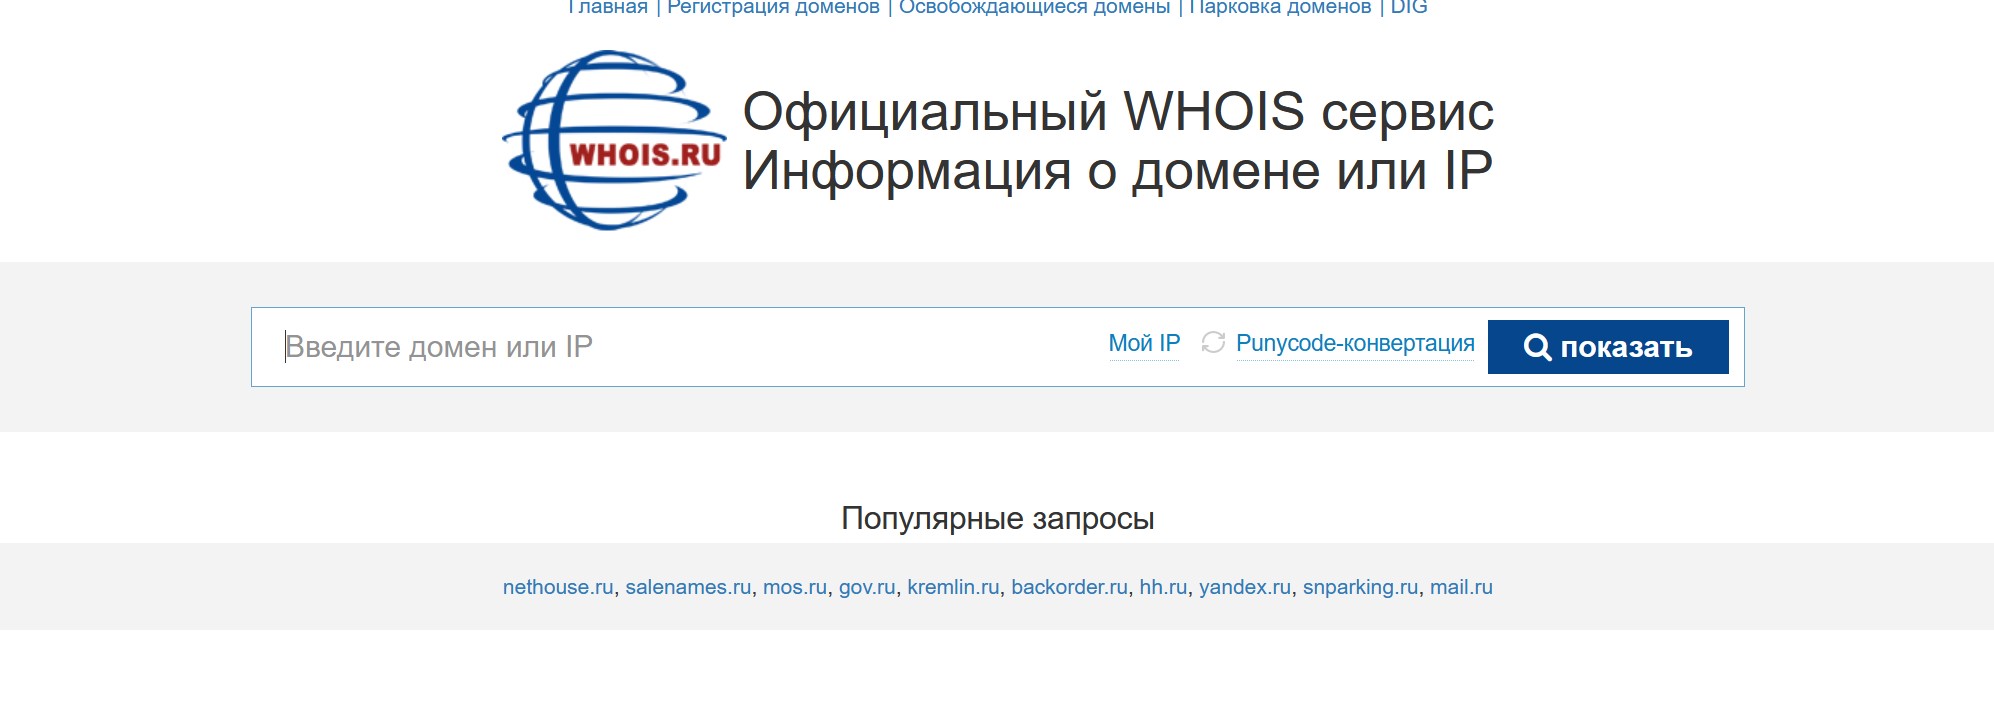 Главная | Регистрация доменов | Освобождающиеся домены | Парковка доменов | DIG
WHOIS.RU
Официальный WHOIS сервис
Информация о домене или IP
Введите домен или IP Мой IP Punycode-конвертация показать
Популярные запросы
nethouse.ru, salenames.ru, mos.ru, gov.ru, kremlin.ru, backorder.ru, hh.ru, yandex.ru, snparking.ru, mail.ru